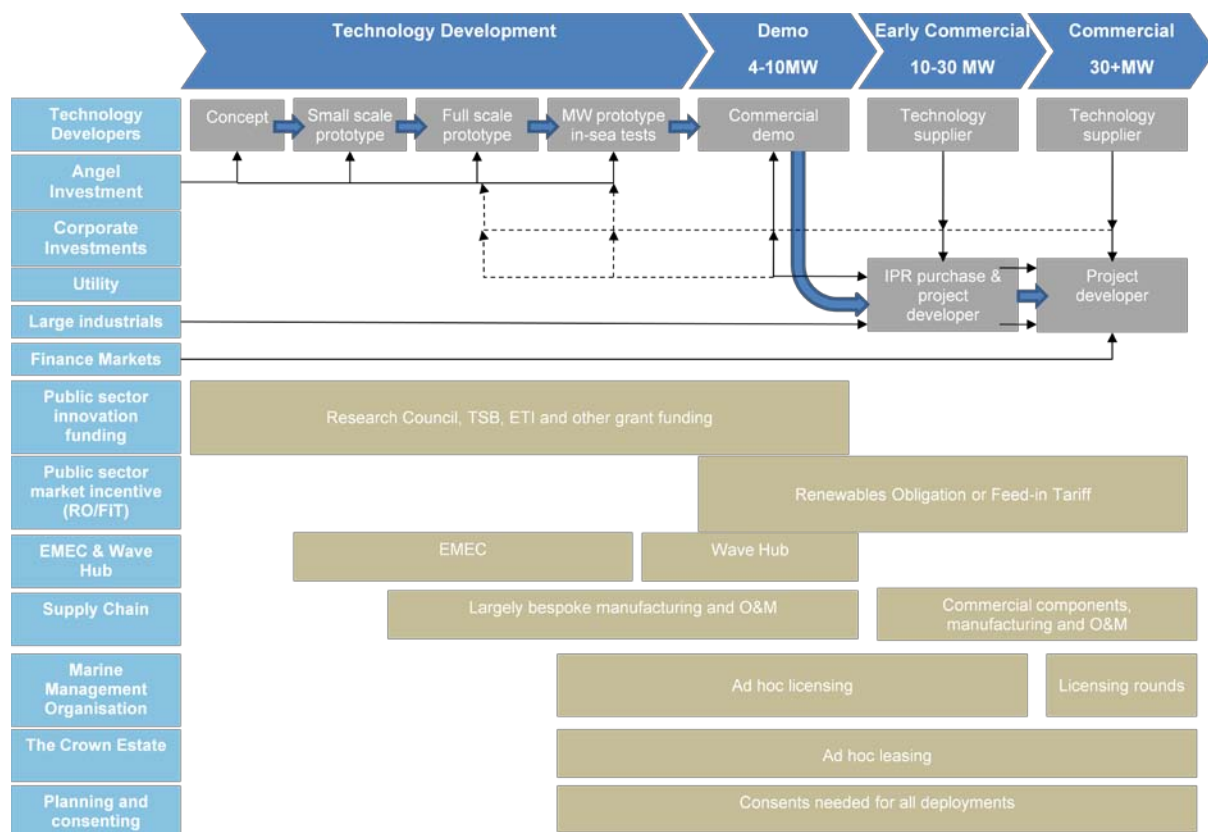 Technology Development
Demo
4-10MW
Early Commercial
10-30 MW
Commercial
30+MW
Technology
Developers
Concept
Small scale
prototype
Full scale
prototype
MW prototype
in-sea tests
Commercial
demo
Technology
supplier
Technology
supplier
Angel
Investment
Corporate
Investments
Utility
IPR purchase &
project
developer
Project
developer
Large industrials
Finance Markets
Public sector
innovation
funding
Research Council, TSB, ETI and other grant funding
Public sector
market incentive
(RO/FiT)
Renewables Obligation or Feed-in Tariff
EMEC & Wave
Hub
EMEC
Wave Hub
Supply Chain
Largely bespoke manufacturing and O&M
Commercial components,
manufacturing and O&M
Marine
Management
Organisation
Ad hoc licensing
Licensing rounds
The Crown Estate
Ad hoc leasing
Planning and
consenting
Consents needed for all deployments